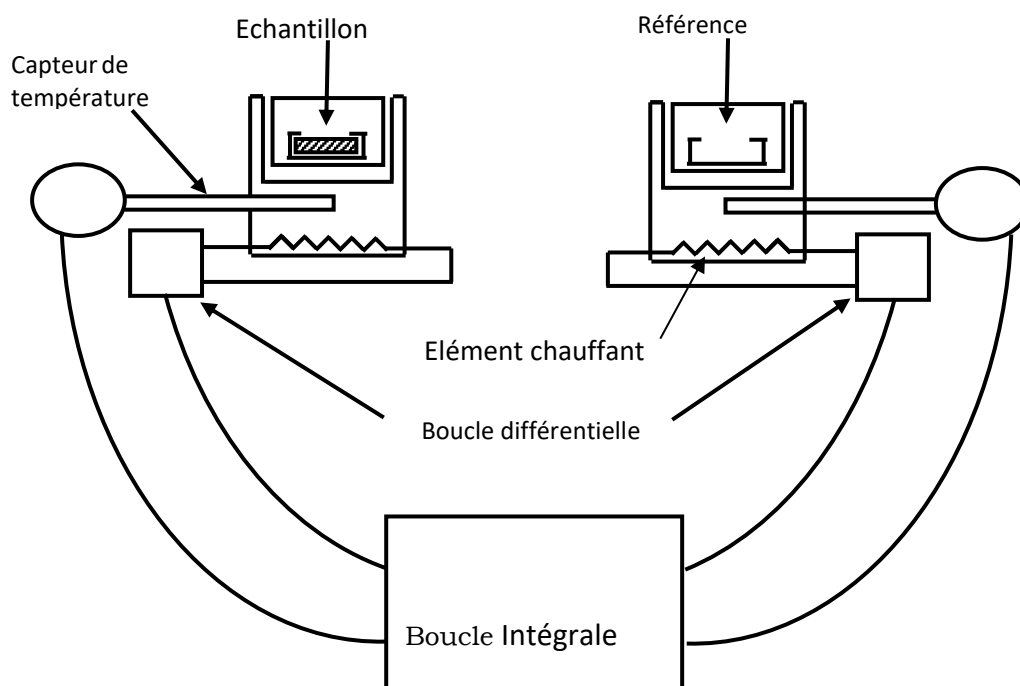 Echantillon
Référence
Capteur de
température
Elément chauffant
Boucle différentielle
Boucle Intégrale